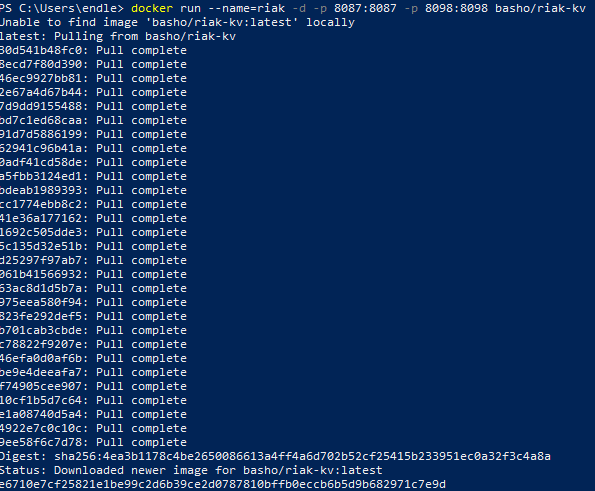 PS C:\Users\endle> docker run --name=riak -d -p 8087:8087 -p 8098:8098 basho/riak-kv
Unable to find image 'basho/riak-kv:latest' locally
latest: Pulling from basho/riak-kv
30d541b48fc0: Pull complete
8ecd7f80d390: Pull complete
46ec9927bb81: Pull complete
2e67a4d67b44: Pull complete
7d9dd9155488: Pull complete
bd7c1ed68caa: Pull complete
91d7d5886199: Pull complete
62941c96b41a: Pull complete
0adf41cd58de: Pull complete
a5fbb3124ed1: Pull complete
bdeab1989393: Pull complete
cc1774ebb8c2: Pull complete
41e36a177162: Pull complete
1692c505dde3: Pull complete
5c135d32e51b: Pull complete
d25297f97ab7: Pull complete
061b41566932: Pull complete
63ac8d1d5b7a: Pull complete
975eea580f94: Pull complete
823fe292def5: Pull complete
b701cab3cbde: Pull complete
c78822f9207e: Pull complete
46efa0d0af6b: Pull complete
be9e4deeafa7: Pull complete
f74905cee907: Pull complete
10cf1b5d7c64: Pull complete
e1a08740d5a4: Pull complete
4922e7c0c10c: Pull complete
9ee58f6c7d78: Pull complete
Digest: sha256:4ea3b1178c4be2650086613a4ff4a6d702b52cf25415b233951ec0a32f3c4a8a
Status: Downloaded newer image for basho/riak-kv:latest
e6710e7cf25821e1be99c2d6b39ce2d0787810bffb0eccb6b5d9b682971c7e9d